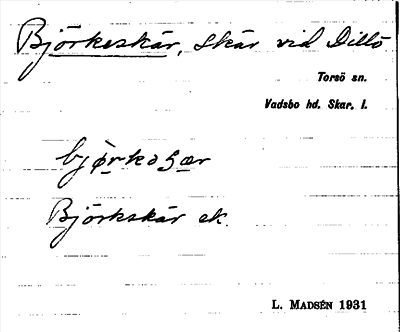 Björkeskär, skär vid Dillö
Torsö sn.
Vadsbo hd. Skar. l.
Björkskär ek.
L. MADSÉN 1931